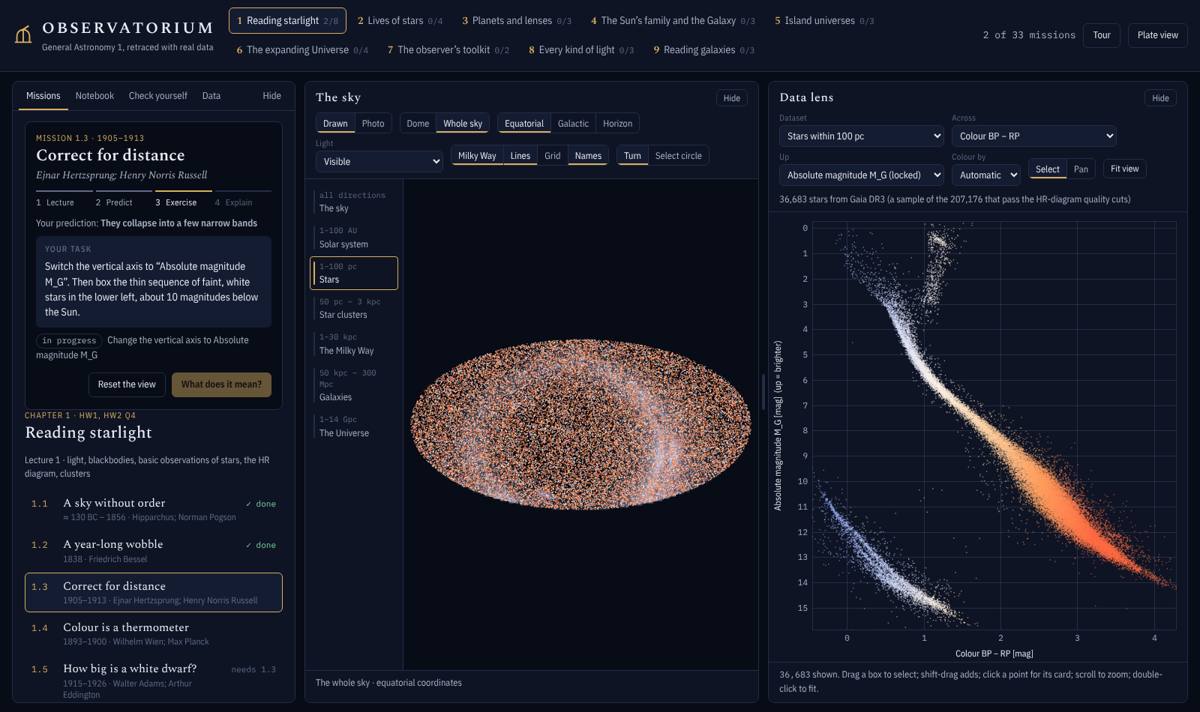 OBSERVATORIUM
General Astronomy 1, retraced with real data
1 Reading starlight 2/8
2 Lives of stars 0/4
3 Planets and lenses 0/3
4 The Sun's family and the Galaxy 0/3
5 Island universes 0/3
6 The expanding Universe 0/4
7 The observer's toolkit 0/2
8 Every kind of light 0/3
9 Reading galaxies 0/3
2 of 33 missions
Tour
Plate view
Missions
Notebook
Check yourself
Data
Hide
MISSION 1.3 · 1905–1913
Correct for distance
Ejnar Hertzsprung; Henry Norris Russell
1 Lecture
2 Predict
3 Exercise
4 Explain
Your prediction: They collapse into a few narrow bands
YOUR TASK
Switch the vertical axis to “Absolute magnitude
M_G”. Then box the thin sequence of faint, white
stars in the lower left, about 10 magnitudes below
the Sun.
in progress Change the vertical axis to Absolute
magnitude M_G
Reset the view
What does it mean?
CHAPTER 1 · HW1, HW2 Q4
Reading starlight
Lecture 1 · light, blackbodies, basic observations of stars, the HR
diagram, clusters
1.1 A sky without order ✓ done
≈ 130 BC – 1856 · Hipparchus; Norman Pogson
1.2 A year-long wobble ✓ done
1838 · Friedrich Bessel
1.3 Correct for distance
1905–1913 · Ejnar Hertzsprung; Henry Norris Russell
1.4 Colour is a thermometer
1893–1900 · Wilhelm Wien; Max Planck
1.5 How big is a white dwarf? needs 1.3
1915–1926 · Walter Adams; Arthur
Eddington
The sky
Hide
Drawn
Photo
Dome
Whole sky
Equatorial
Galactic
Horizon
Light
Visible
Milky Way
Lines
Grid
Names
Turn
Select circle
all directions
The sky
1–100 AU
Solar system
1–100 pc
Stars
50 pc – 3 kpc
Star clusters
1–30 kpc
The Milky Way
50 kpc – 300
Mpc
Galaxies
1–14 Gpc
The Universe
The whole sky · equatorial coordinates
Data lens
Hide
Dataset
Stars within 100 pc
Across
Colour BP − RP
Up
Absolute magnitude M_G (locked)
Colour by
Automatic
Select
Pan
Fit view
36,683 stars from Gaia DR3 (a sample of the 207,176 that pass the HR-diagram quality cuts)
Absolute magnitude M_G [mag] (up = brighter)
0
1
2
3
4
5
6
7
8
9
10
11
12
13
14
15
0 1 2 3 4
Colour BP − RP [mag]
36,683 shown. Drag a box to select; shift-drag adds; click a point for its card; scroll to zoom; double-
click to fit.